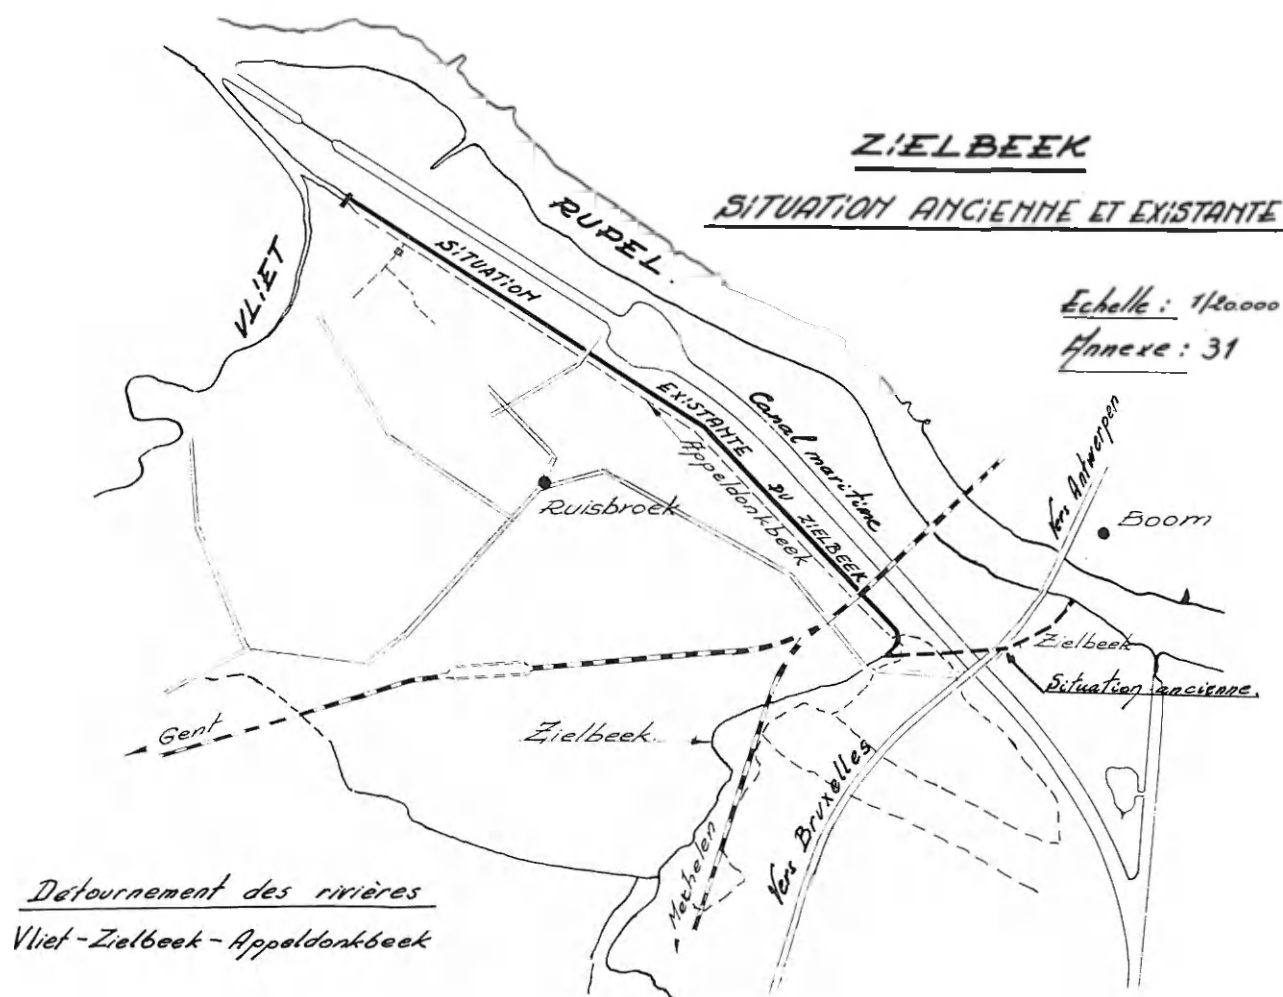 ZIELBEEK
SITUATION ANCIENNE ET EXISTANTE
Echelle : 1/20.000
Annexe : 31
RUPEL.
VLIET
SITUATION
EXISTANTE
DU
ZIELBEEK
Appeldonkbeek
Canal maritime
Vers Antwerpen
Boom
Ruisbroek
Zielbeek
Situation ancienne.
Gent
Zielbeek.
Vers Bruxelles
Mechelen
Détournement des rivières
Vliet - Zielbeek - Appeldonkbeek